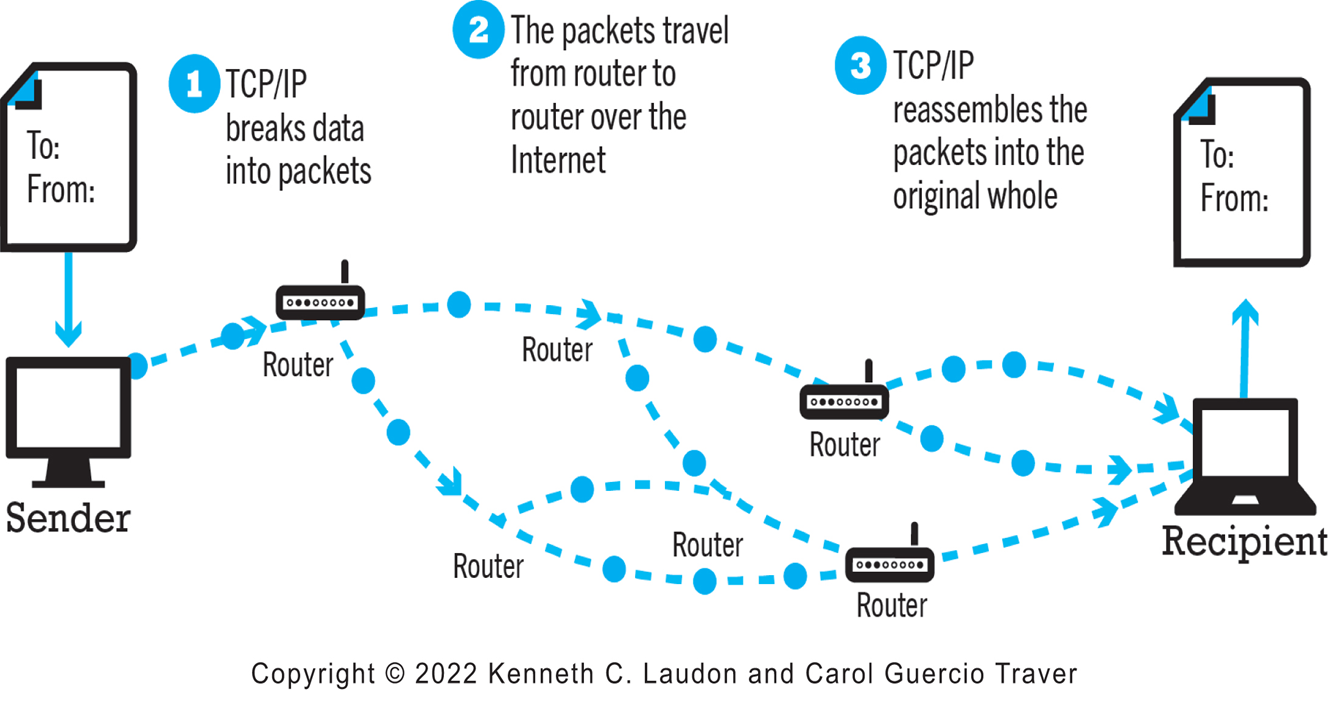 1 TCP/IP
breaks data
into packets
2 The packets travel
from router to
router over the
Internet
3 TCP/IP
reassembles the
packets into the
original whole
To:
From:
To:
From:
Router
Router
Router
Router
Router
Router
Sender
Recipient
Copyright © 2022 Kenneth C. Laudon and Carol Guercio Traver